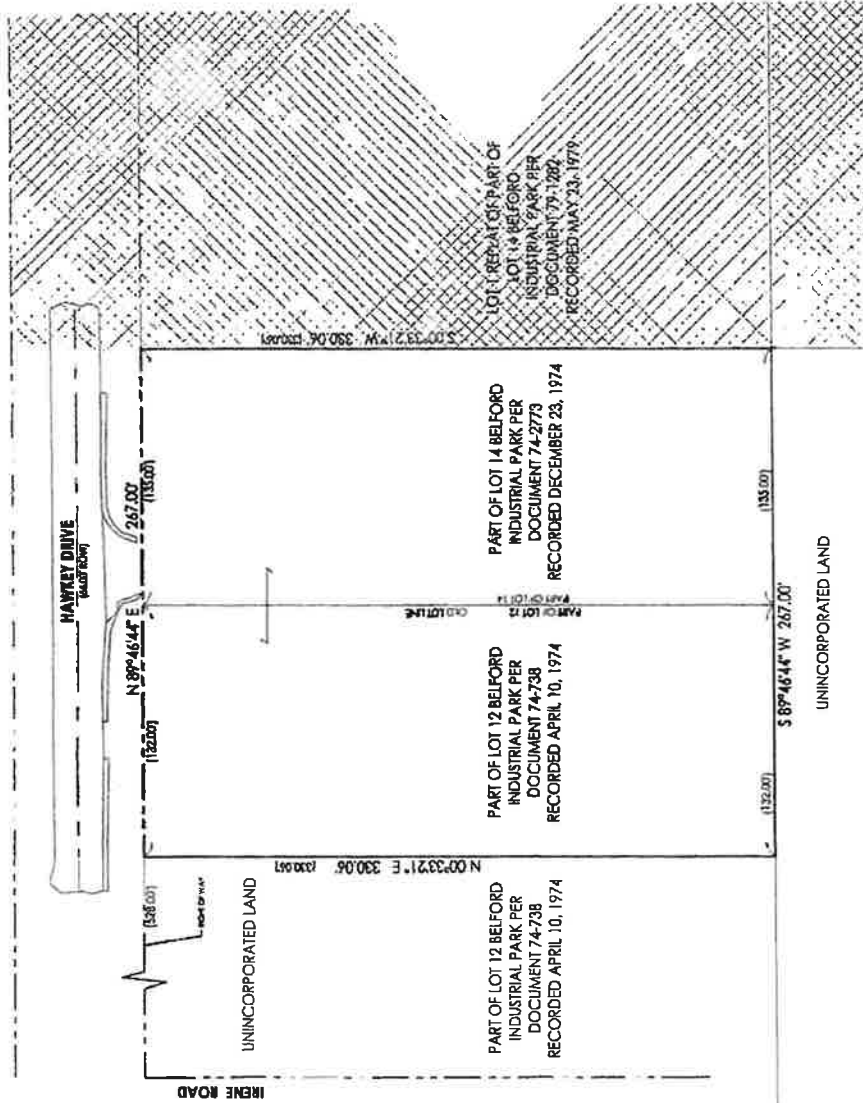 HAWKEY DRIVE
(66.00' ROW)
N 89°46'44" E
267.00'
(132.00')
(135.00')
(528.00')
RIGHT OF WAY
UNINCORPORATED LAND
IRENE ROAD
N 00°33'21" E 330.06' (330.06')
S 00°33'21" W 330.06' (330.06')
OLD LOT LINE
PART OF LOT 12
PART OF LOT 14
PART OF LOT 12 BELFORD
INDUSTRIAL PARK PER
DOCUMENT 74-738
RECORDED APRIL 10, 1974
PART OF LOT 12 BELFORD
INDUSTRIAL PARK PER
DOCUMENT 74-738
RECORDED APRIL 10, 1974
PART OF LOT 14 BELFORD
INDUSTRIAL PARK PER
DOCUMENT 74-2773
RECORDED DECEMBER 23, 1974
LOT 1 REPLAT OF PART OF
LOT 14 BELFORD
INDUSTRIAL PARK PER
DOCUMENT 79-1282
RECORDED MAY 23, 1979
(132.00')
(135.00')
S 89°46'44" W 267.00'
UNINCORPORATED LAND